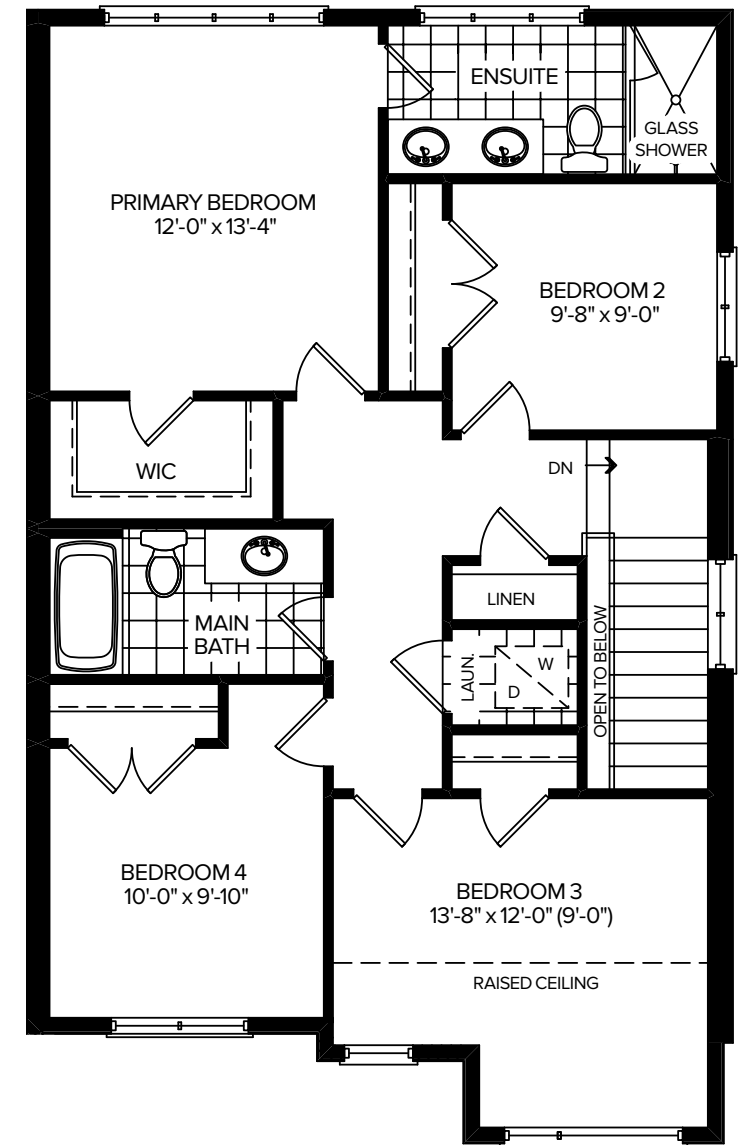 ENSUITE
GLASS
SHOWER
PRIMARY BEDROOM
12'-0" x 13'-4"
BEDROOM 2
9'-8" x 9'-0"
WIC
DN
LINEN
MAIN
BATH
LAUN.
W
D
OPEN TO BELOW
BEDROOM 4
10'-0" x 9'-10"
BEDROOM 3
13'-8" x 12'-0" (9'-0")
RAISED CEILING